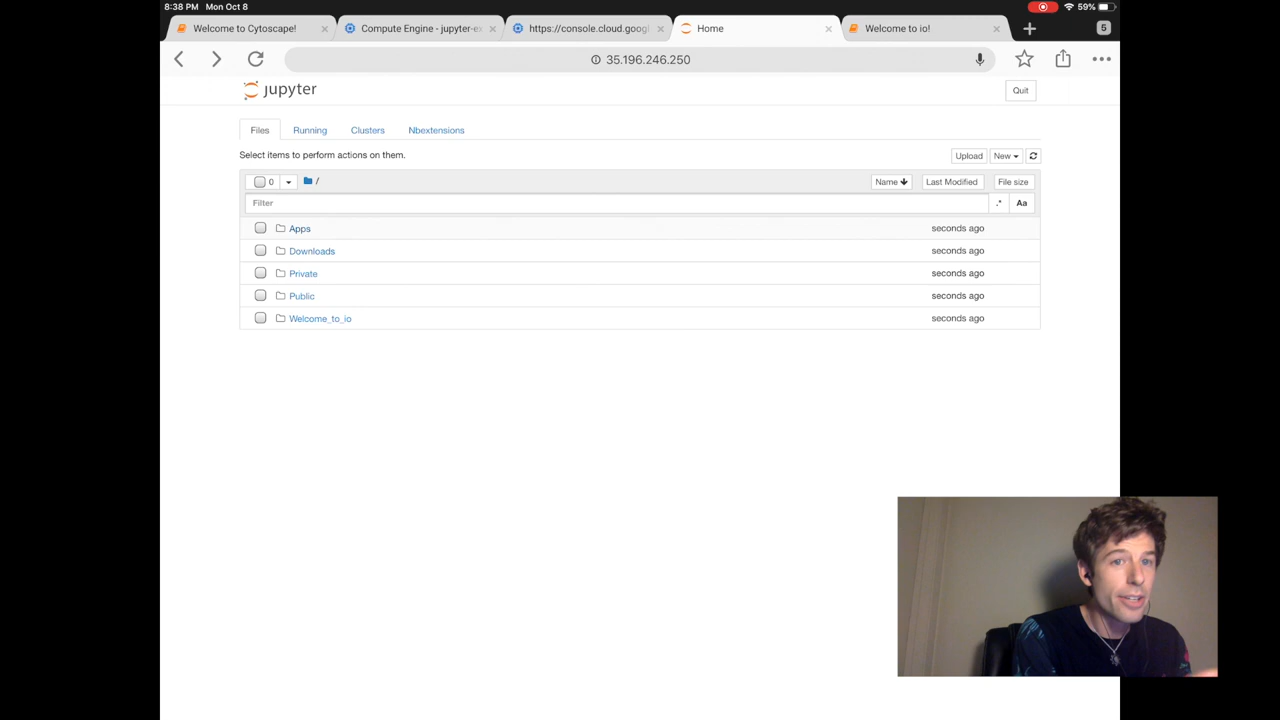 8:38 PM Mon Oct 8 59%
Welcome to Cytoscape! Compute Engine - jupyter-ex https://console.cloud.goog Home Welcome to io! 5
35.196.246.250
jupyter Quit
Files Running Clusters Nbextensions
Select items to perform actions on them. Upload New
0 / Name Last Modified File size
Filter .* Aa
Apps seconds ago
Downloads seconds ago
Private seconds ago
Public seconds ago
Welcome_to_io seconds ago